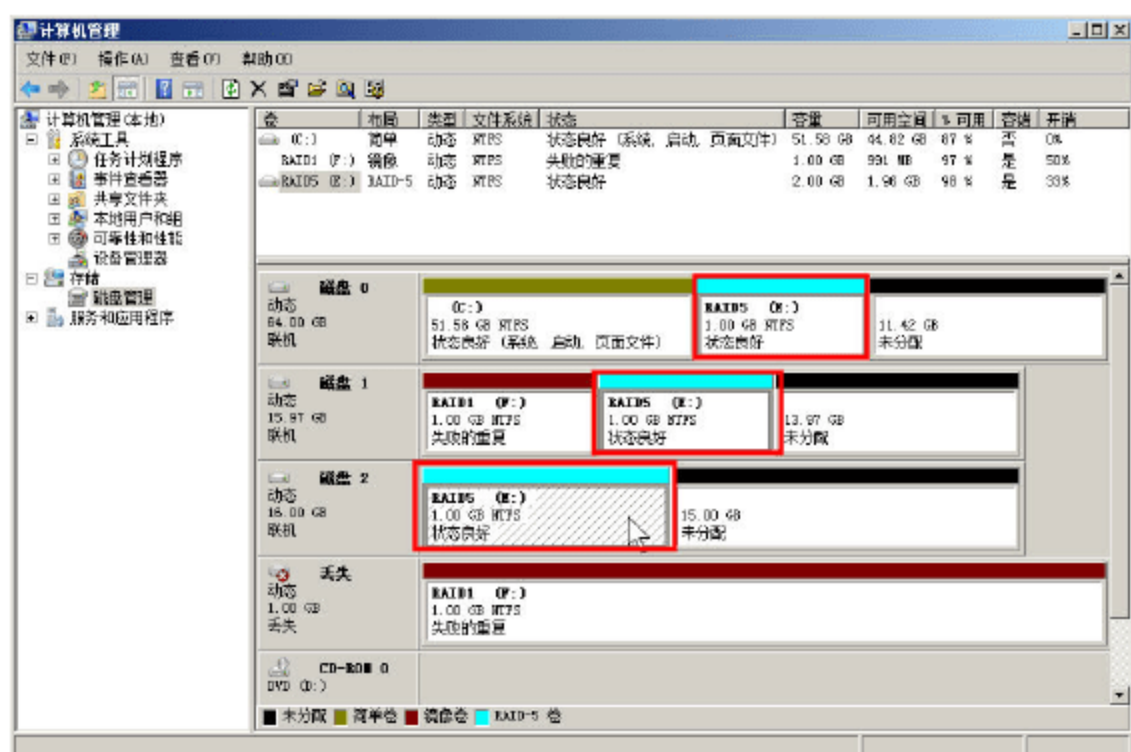 计算机管理
文件(F) 操作(A) 查看(V) 帮助(H)
计算机管理(本地)
系统工具
任务计划程序
事件查看器
共享文件夹
本地用户和组
可靠性和性能
设备管理器
存储
磁盘管理
服务和应用程序
卷 布局 类型 文件系统 状态 容量 可用空间 % 可用 容错 开销
(C:) 简单 动态 NTFS 状态良好 (系统, 启动, 页面文件) 51.58 GB 44.82 GB 87 % 否 0%
RAID1 (F:) 镜像 动态 NTFS 失败的重复 1.00 GB 991 MB 97 % 是 50%
RAID5 (E:) RAID-5 动态 NTFS 状态良好 2.00 GB 1.96 GB 98 % 是 33%
磁盘 0
动态
64.00 GB
联机
(C:)
51.58 GB NTFS
状态良好 (系统, 启动, 页面文件)
RAID5 (E:)
1.00 GB NTFS
状态良好
11.42 GB
未分配
磁盘 1
动态
15.97 GB
联机
RAID1 (F:)
1.00 GB NTFS
失败的重复
RAID5 (E:)
1.00 GB NTFS
状态良好
13.97 GB
未分配
磁盘 2
动态
16.00 GB
联机
RAID5 (E:)
1.00 GB NTFS
状态良好
15.00 GB
未分配
丢失
动态
1.00 GB
丢失
RAID1 (F:)
1.00 GB NTFS
失败的重复
CD-ROM 0
DVD (D:)
未分配 简单卷 镜像卷 RAID-5 卷